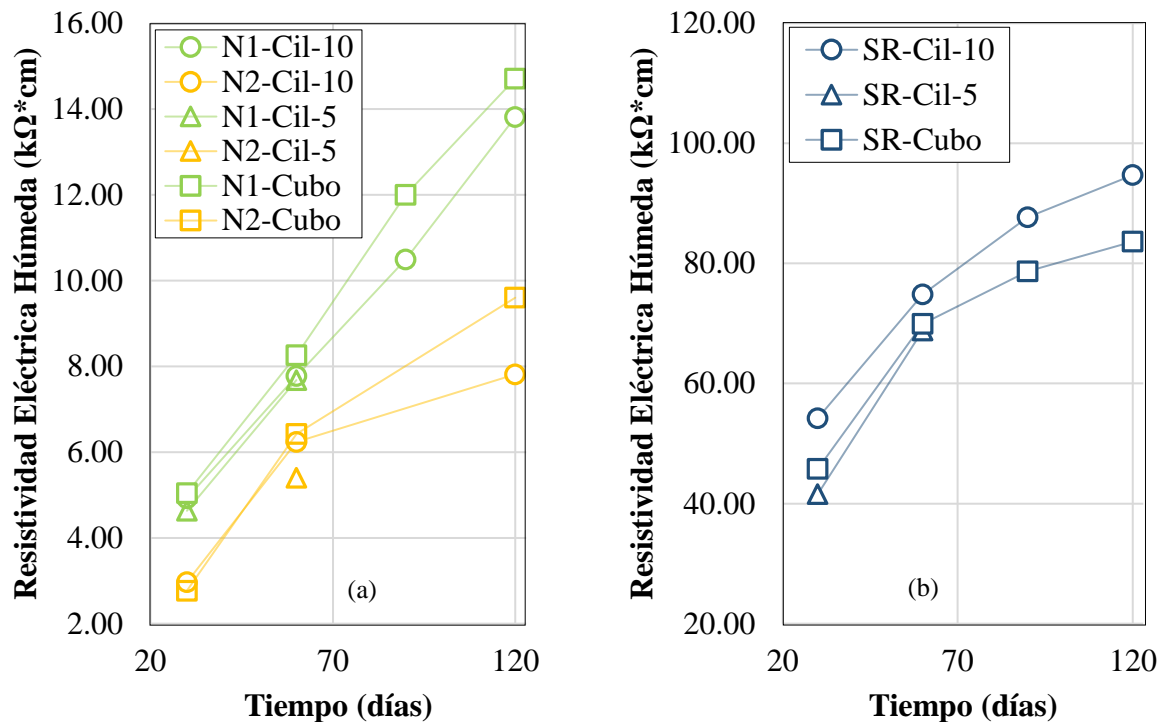 Resistividad Eléctrica Húmeda (kΩ*cm)
16.00
14.00
12.00
10.00
8.00
6.00
4.00
2.00
N1-Cil-10
N2-Cil-10
N1-Cil-5
N2-Cil-5
N1-Cubo
N2-Cubo
(a)
20
70
120
Tiempo (días)
Resistividad Eléctrica Húmeda (kΩ*cm)
120.00
100.00
80.00
60.00
40.00
20.00
SR-Cil-10
SR-Cil-5
SR-Cubo
(b)
20
70
120
Tiempo (días)